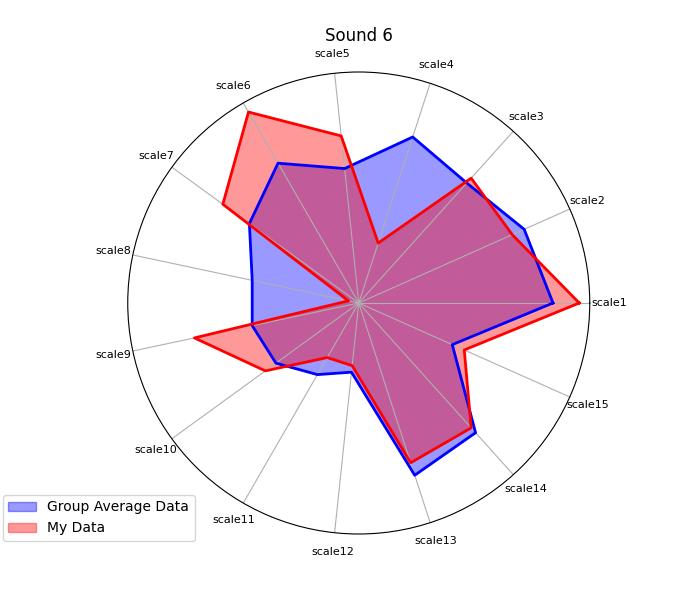 Sound 6
scale5
scale4
scale6
scale3
scale7
scale2
scale8
scale1
scale9
scale15
scale10
scale14
scale11
scale13
scale12
Group Average Data
My Data